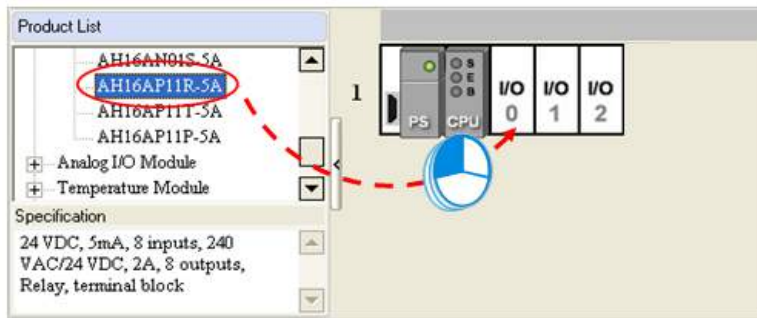 Product List
AH16AN01S-5A
AH16AP11R-5A
AH16AP11T-5A
AH16AP11P-5A
Analog I/O Module
Temperature Module
Specification
24 VDC, 5mA, 8 inputs, 240
VAC/24 VDC, 2A, 8 outputs,
Relay, terminal block
1
PS
CPU
S
E
B
I/O
0
I/O
1
I/O
2